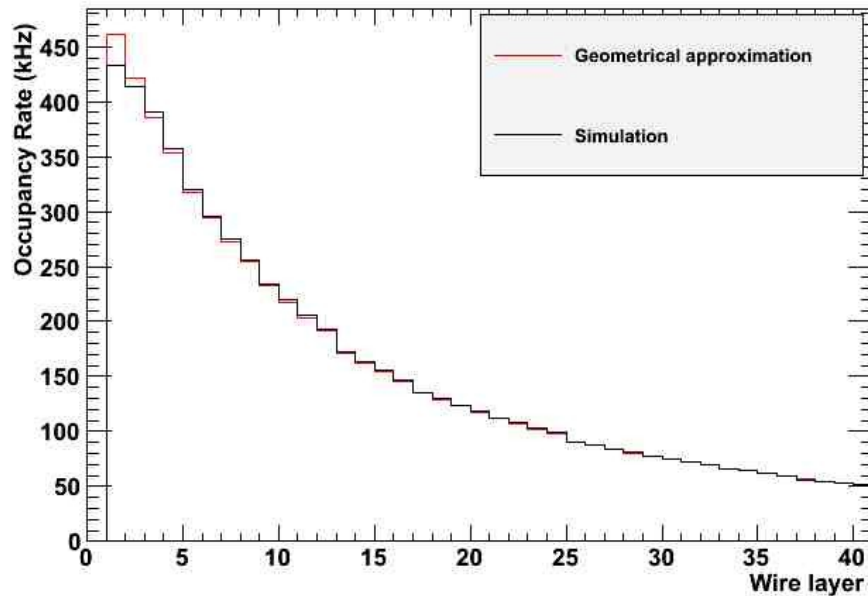 Occupancy Rate (kHz)
450
400
350
300
250
200
150
100
50
0
Geometrical approximation
Simulation
0 5 10 15 20 25 30 35 40
Wire layer